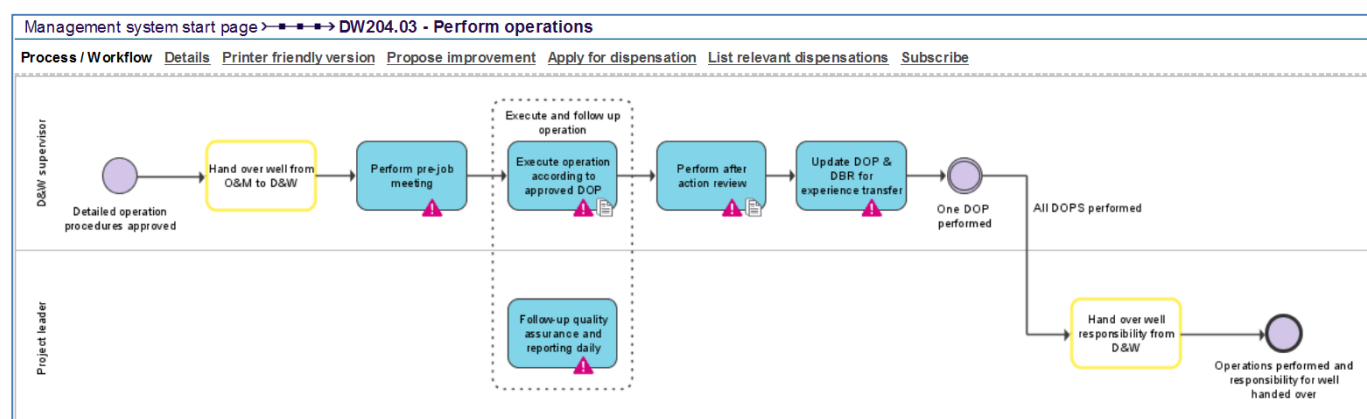 Management system start page DW204.03 - Perform operations
Process / Workflow Details Printer friendly version Propose improvement Apply for dispensation List relevant dispensations Subscribe
D&W supervisor
Detailed operation
procedures approved
Hand over well from
O&M to D&W
Perform pre-job
meeting
Execute and follow up
operation
Execute operation
according to
approved DOP
Perform after
action review
Update DOP &
DBR for
experience transfer
One DOP
performed
All DOPS performed
Project leader
Follow-up quality
assurance and
reporting daily
Hand over well
responsibility from
D&W
Operations performed and
responsibility for well
handed over